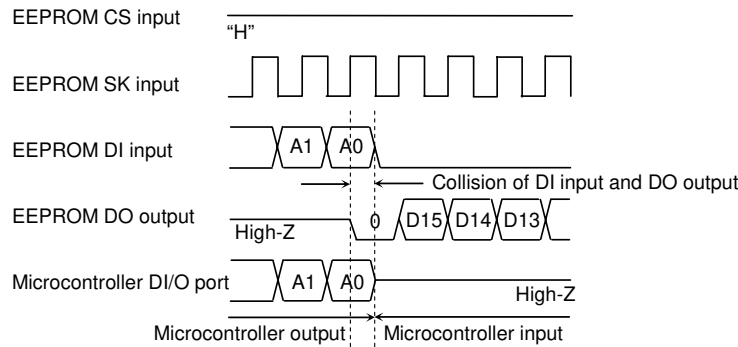 EEPROM CS input
“H”
EEPROM SK input
EEPROM DI input
A1 A0
Collision of DI input and DO output
EEPROM DO output
High-Z
0 D15 D14 D13
Microcontroller DI/O port
A1 A0
High-Z
Microcontroller output Microcontroller input